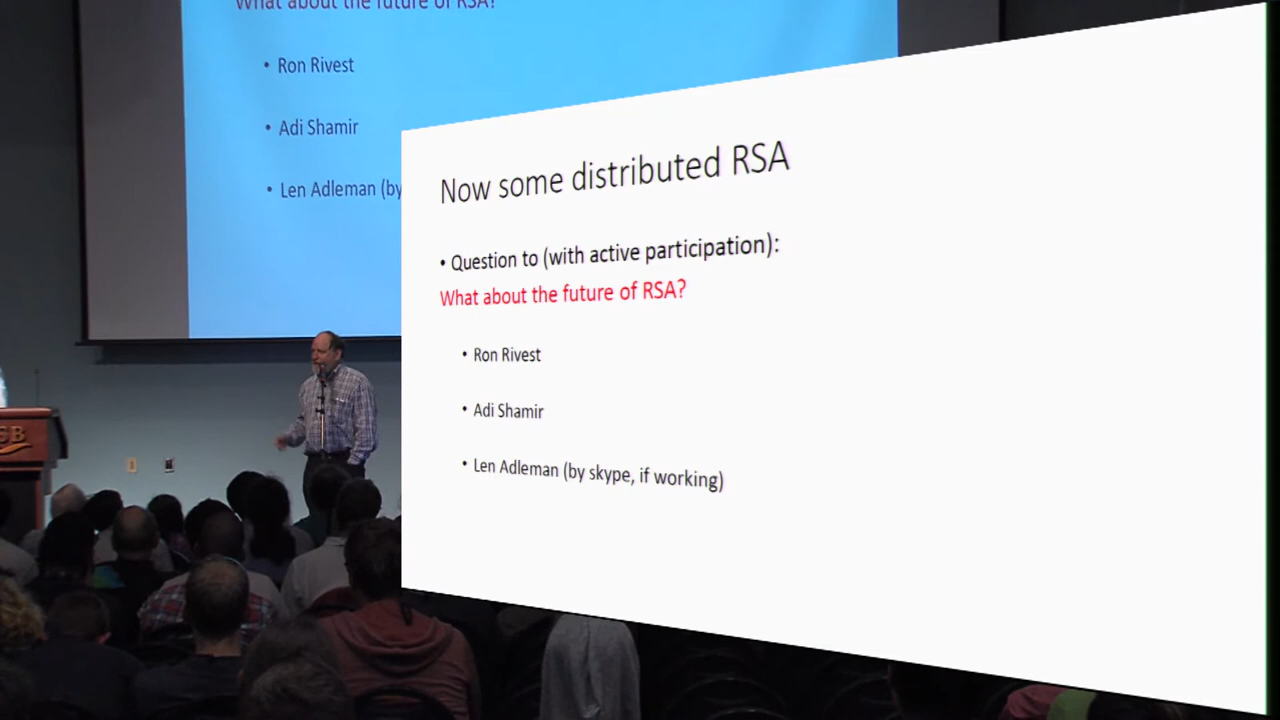 What about the future of RSA?
• Ron Rivest
• Adi Shamir
• Len Adleman (by
Now some distributed RSA
• Question to (with active participation):
What about the future of RSA?
• Ron Rivest
• Adi Shamir
• Len Adleman (by skype, if working)
SB